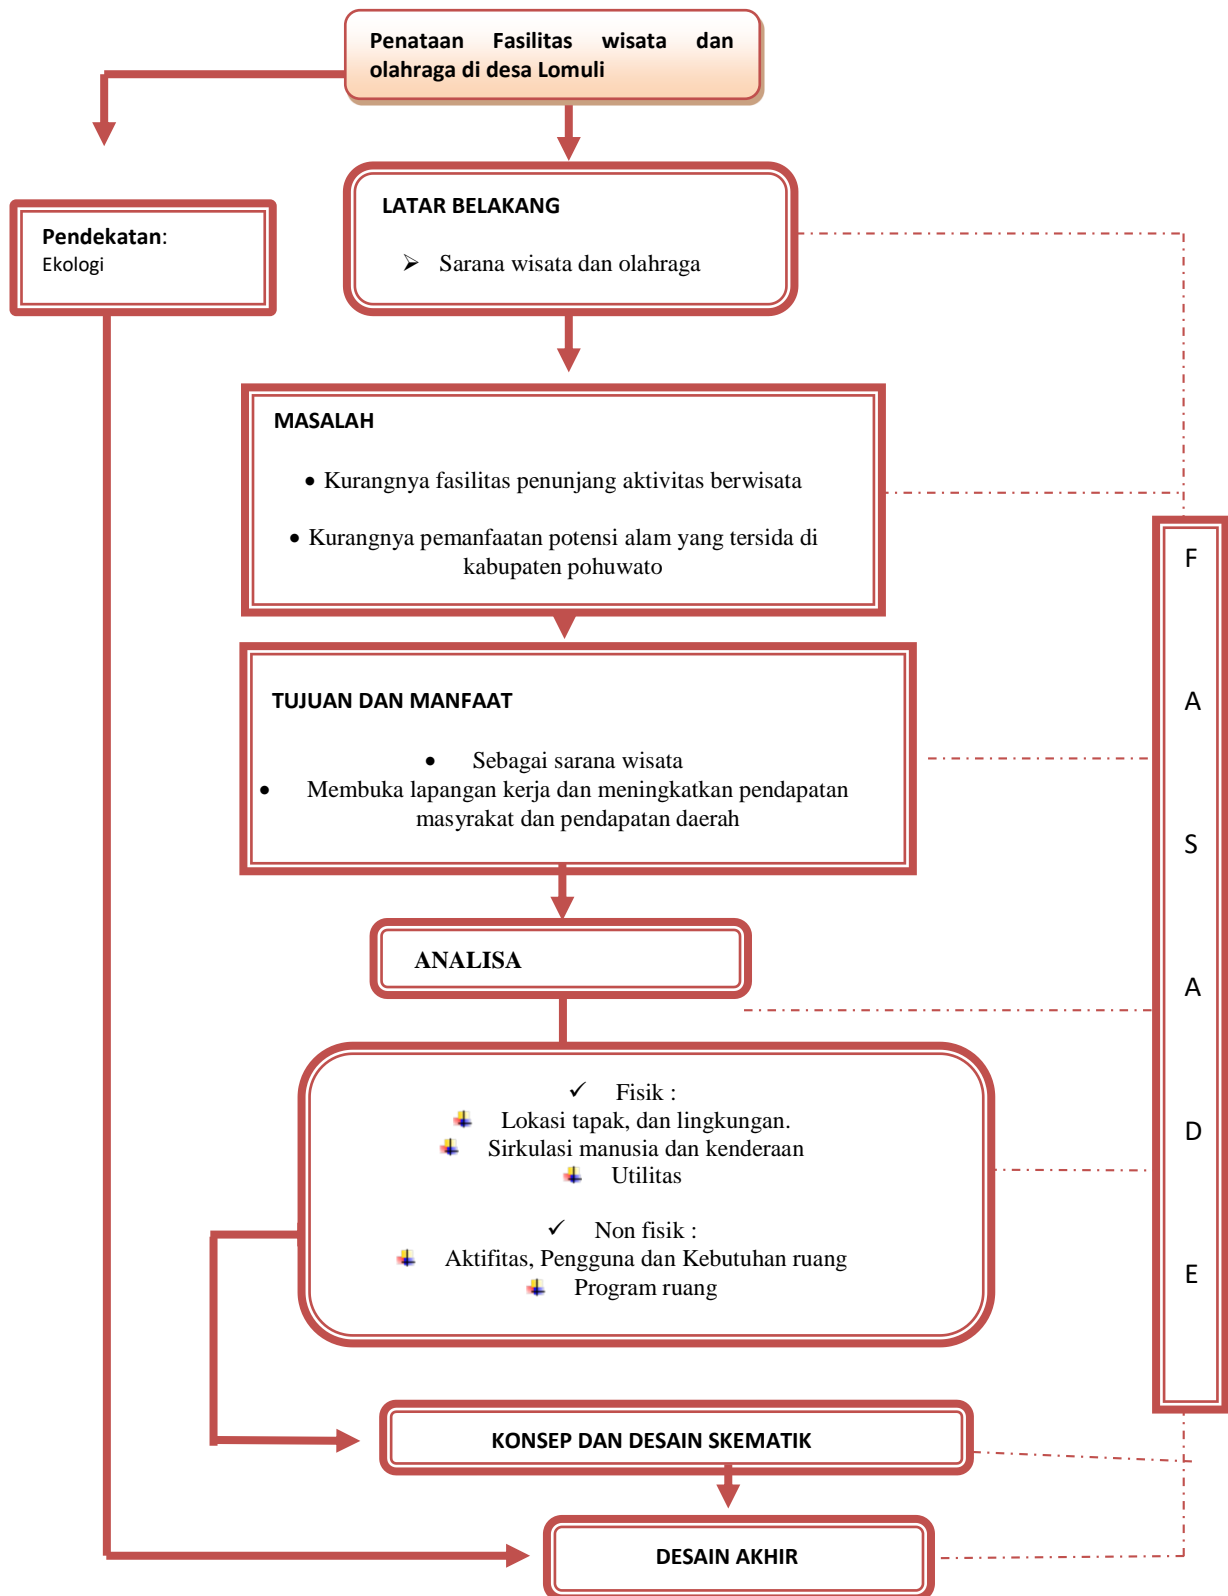 Penataan Fasilitas wisata dan
olahraga di desa Lomuli
LATAR BELAKANG
➢ Sarana wisata dan olahraga
Pendekatan:
Ekologi
MASALAH
• Kurangnya fasilitas penunjang aktivitas berwisata
• Kurangnya pemanfaatan potensi alam yang tersida di
kabupaten pohuwato
TUJUAN DAN MANFAAT
• Sebagai sarana wisata
• Membuka lapangan kerja dan meningkatkan pendapatan
masyrakat dan pendapatan daerah
ANALISA
✓ Fisik :
Lokasi tapak, dan lingkungan.
Sirkulasi manusia dan kenderaan
Utilitas
✓ Non fisik :
Aktifitas, Pengguna dan Kebutuhan ruang
Program ruang
KONSEP DAN DESAIN SKEMATIK
DESAIN AKHIR
F
A
S
A
D
E